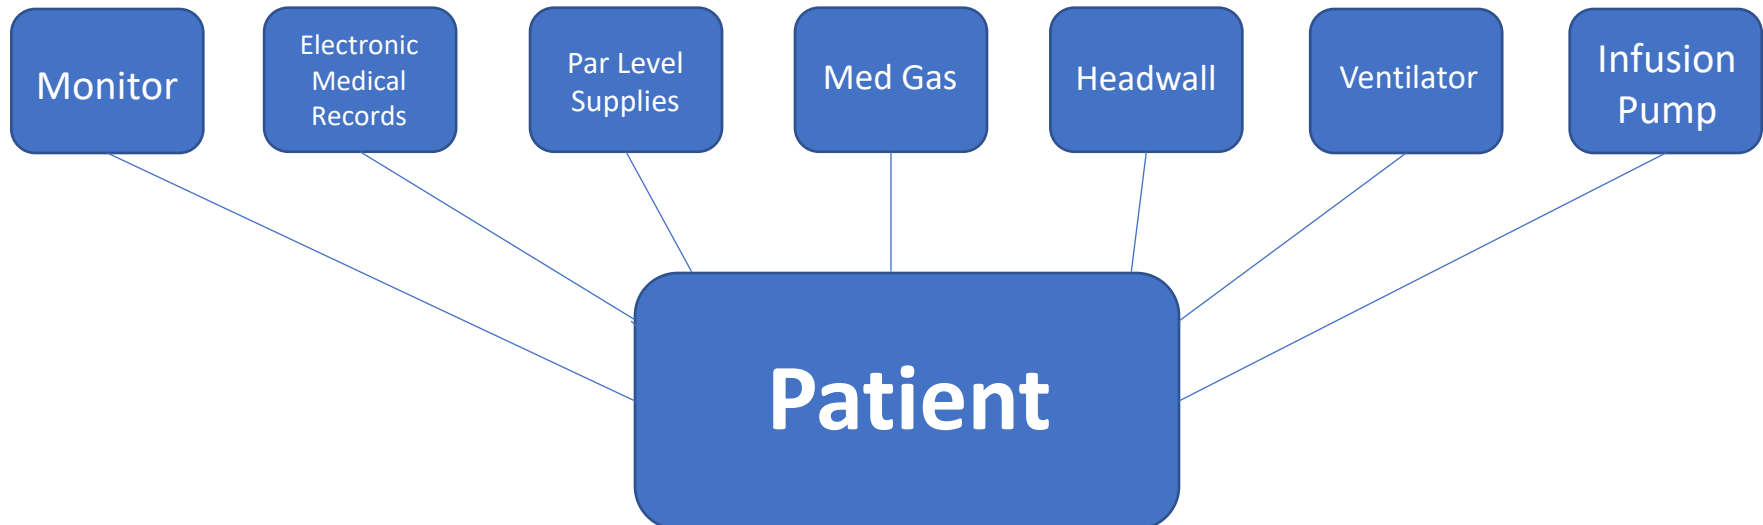 Monitor
Electronic
Medical
Records
Par Level
Supplies
Med Gas
Headwall
Ventilator
Infusion
Pump
Patient